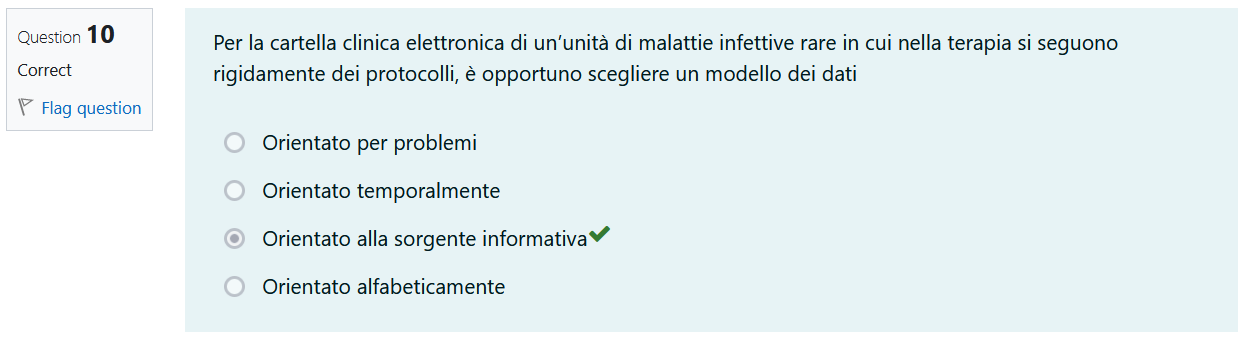 Question 10
Correct
Flag question
Per la cartella clinica elettronica di un’unità di malattie infettive rare in cui nella terapia si seguono
rigidamente dei protocolli, è opportuno scegliere un modello dei dati
Orientato per problemi
Orientato temporalmente
Orientato alla sorgente informativa
Orientato alfabeticamente